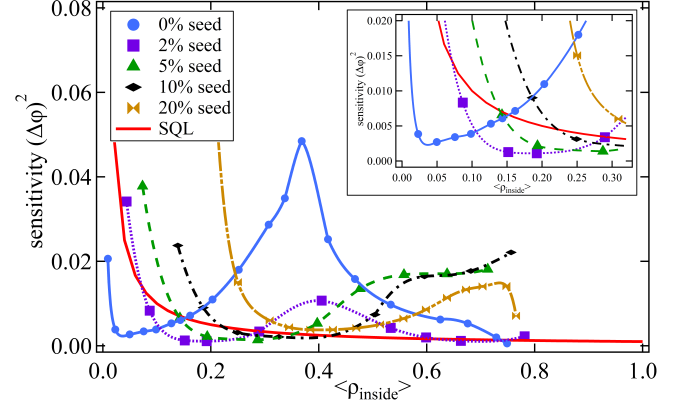 0.08
0.06
0.04
0.02
0.00
sensitivity (Δφ)²
0% seed
2% seed
5% seed
10% seed
20% seed
SQL
0.020
0.015
0.010
0.005
0.000
sensitivity (Δφ)²
0.00 0.05 0.10 0.15 0.20 0.25 0.30
<ρinside>
0.0 0.2 0.4 0.6 0.8 1.0
<ρinside>